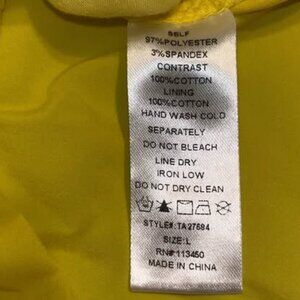 SELF
97%POLYESTER
3%SPANDEX
CONTRAST
100%COTTON
LINING
100%COTTON
HAND WASH COLD
SEPARATELY
DO NOT BLEACH
LINE DRY
IRON LOW
DO NOT DRY CLEAN
STYLE#:TA27694
SIZE:L
RN#113450
MADE IN CHINA